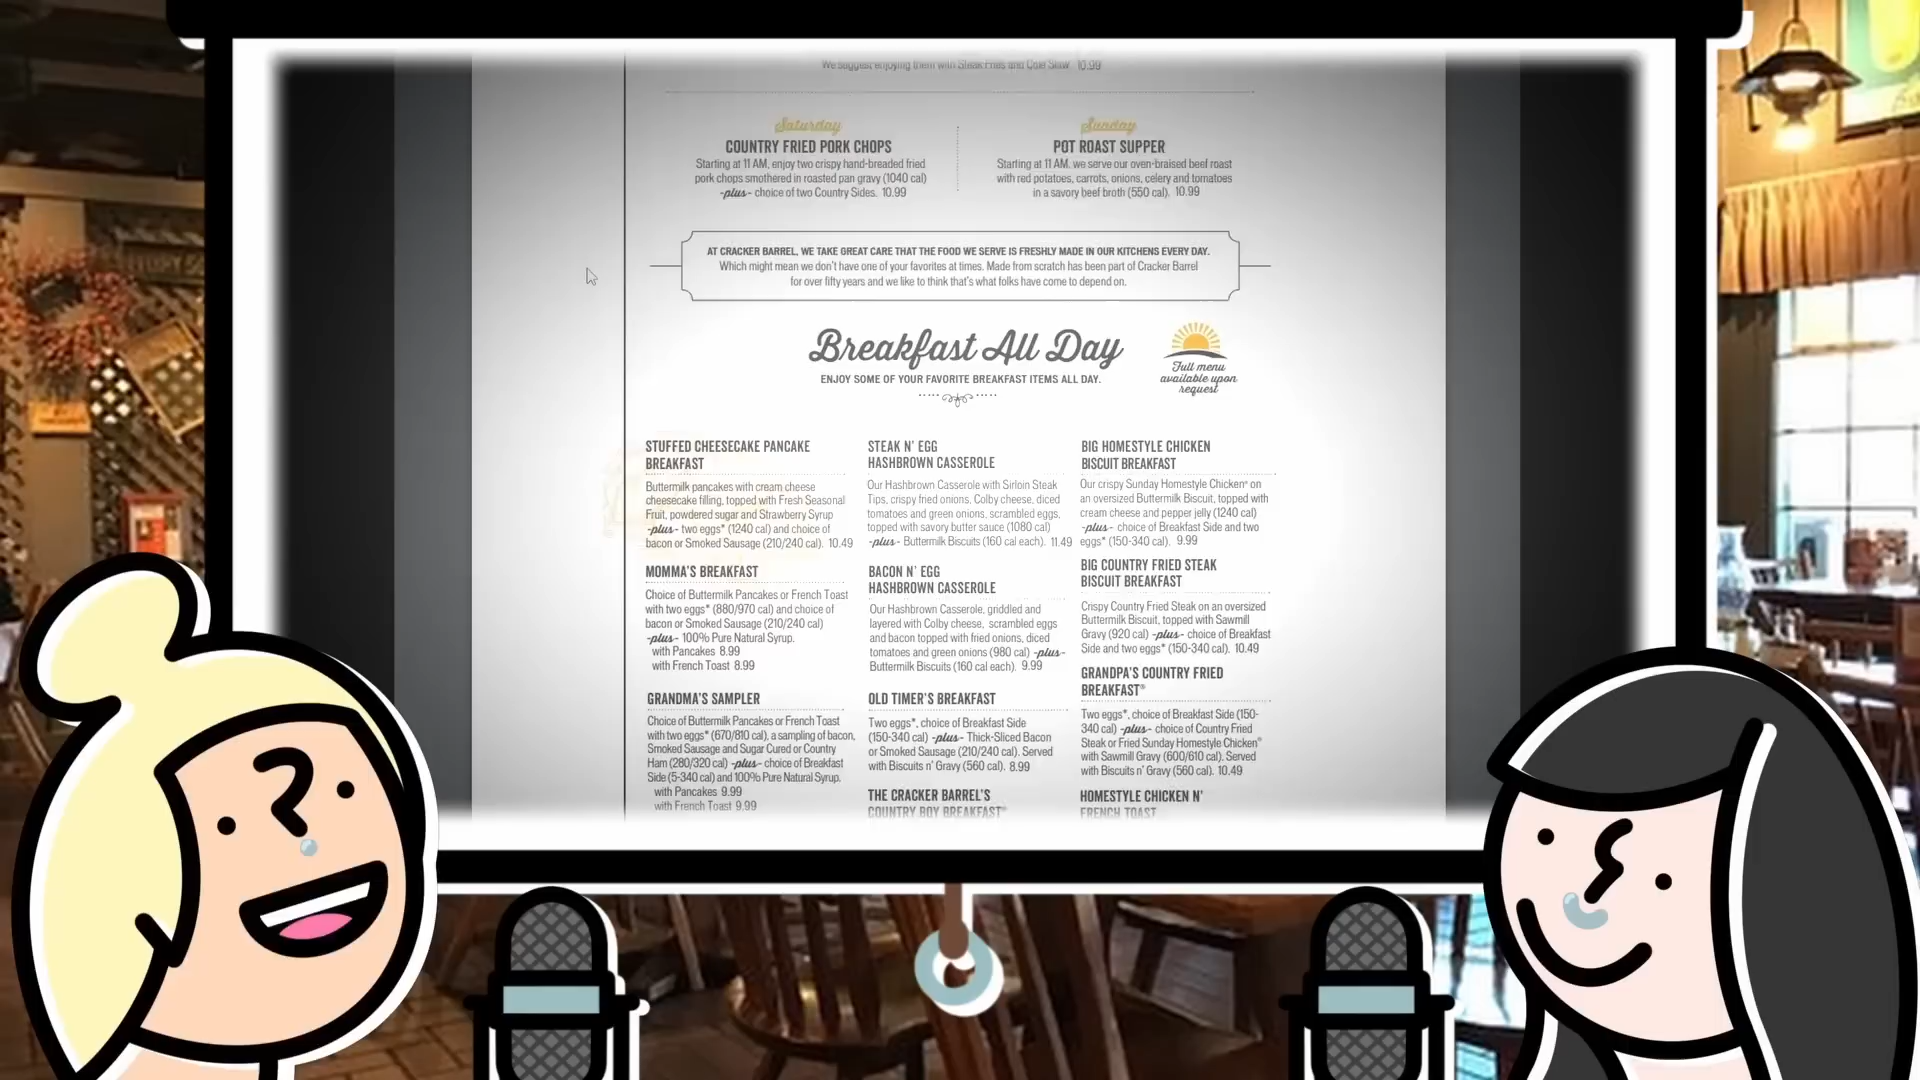 We suggest enjoying them with Steak Fries and Cole Slaw. 10.99
Saturday
COUNTRY FRIED PORK CHOPS
Starting at 11 AM, enjoy two crispy hand-breaded fried
pork chops smothered in roasted pan gravy (1040 cal)
-plus- choice of two Country Sides. 10.99
Sunday
POT ROAST SUPPER
Starting at 11 AM, we serve our oven-braised beef roast
with red potatoes, carrots, onions, celery and tomatoes
in a savory beef broth (550 cal). 10.99
AT CRACKER BARREL, WE TAKE GREAT CARE THAT THE FOOD WE SERVE IS FRESHLY MADE IN OUR KITCHENS EVERY DAY.
Which might mean we don't have one of your favorites at times. Made from scratch has been part of Cracker Barrel
for over fifty years and we like to think that's what folks have come to depend on.
Breakfast All Day
ENJOY SOME OF YOUR FAVORITE BREAKFAST ITEMS ALL DAY.
Full menu
available upon
request
STUFFED CHEESECAKE PANCAKE
BREAKFAST
Buttermilk pancakes with cream cheese
cheesecake filling, topped with Fresh Seasonal
Fruit, powdered sugar and Strawberry Syrup
-plus- two eggs* (1240 cal) and choice of
bacon or Smoked Sausage (210/240 cal). 10.49
MOMMA'S BREAKFAST
Choice of Buttermilk Pancakes or French Toast
with two eggs* (880/970 cal) and choice of
bacon or Smoked Sausage (210/240 cal)
-plus- 100% Pure Natural Syrup.
with Pancakes 8.99
with French Toast 8.99
GRANDMA'S SAMPLER
Choice of Buttermilk Pancakes or French Toast
with two eggs* (670/810 cal), a sampling of bacon,
Smoked Sausage and Sugar Cured or Country
Ham (280/320 cal) -plus- choice of Breakfast
Side (5-340 cal) and 100% Pure Natural Syrup.
with Pancakes 9.99
with French Toast 9.99
STEAK N' EGG
HASHBROWN CASSEROLE
Our Hashbrown Casserole with Sirloin Steak
Tips, crispy fried onions, Colby cheese, diced
tomatoes and green onions, scrambled eggs,
topped with savory butter sauce (1080 cal)
-plus- Buttermilk Biscuits (160 cal each). 11.49
BACON N' EGG
HASHBROWN CASSEROLE
Our Hashbrown Casserole, griddled and
layered with Colby cheese, scrambled eggs
and bacon topped with fried onions, diced
tomatoes and green onions (980 cal) -plus-
Buttermilk Biscuits (160 cal each). 9.99
OLD TIMER'S BREAKFAST
Two eggs*, choice of Breakfast Side
(150-340 cal) -plus- Thick-Sliced Bacon
or Smoked Sausage (210/240 cal). Served
with Biscuits n' Gravy (560 cal). 8.99
THE CRACKER BARREL'S
COUNTRY BOY BREAKFAST®
BIG HOMESTYLE CHICKEN
BISCUIT BREAKFAST
Our crispy Sunday Homestyle Chicken® on
an oversized Buttermilk Biscuit, topped with
cream cheese and pepper jelly (1240 cal)
-plus- choice of Breakfast Side and two
eggs* (150-340 cal). 9.99
BIG COUNTRY FRIED STEAK
BISCUIT BREAKFAST
Crispy Country Fried Steak on an oversized
Buttermilk Biscuit, topped with Sawmill
Gravy (920 cal) -plus- choice of Breakfast
Side and two eggs* (150-340 cal). 10.49
GRANDPA'S COUNTRY FRIED
BREAKFAST®
Two eggs*, choice of Breakfast Side (150-
340 cal) -plus- choice of Country Fried
Steak or Fried Sunday Homestyle Chicken®
with Sawmill Gravy (600/610 cal). Served
with Biscuits n' Gravy (560 cal). 10.49
HOMESTYLE CHICKEN N'
FRENCH TOAST